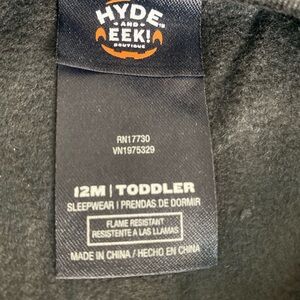 HYDE™
AND
EEK!
BOUTIQUE
RN17730
VN1975329
12M | TODDLER
SLEEPWEAR | PRENDAS DE DORMIR
FLAME RESISTANT
RESISTENTE A LAS LLAMAS
MADE IN CHINA / HECHO EN CHINA